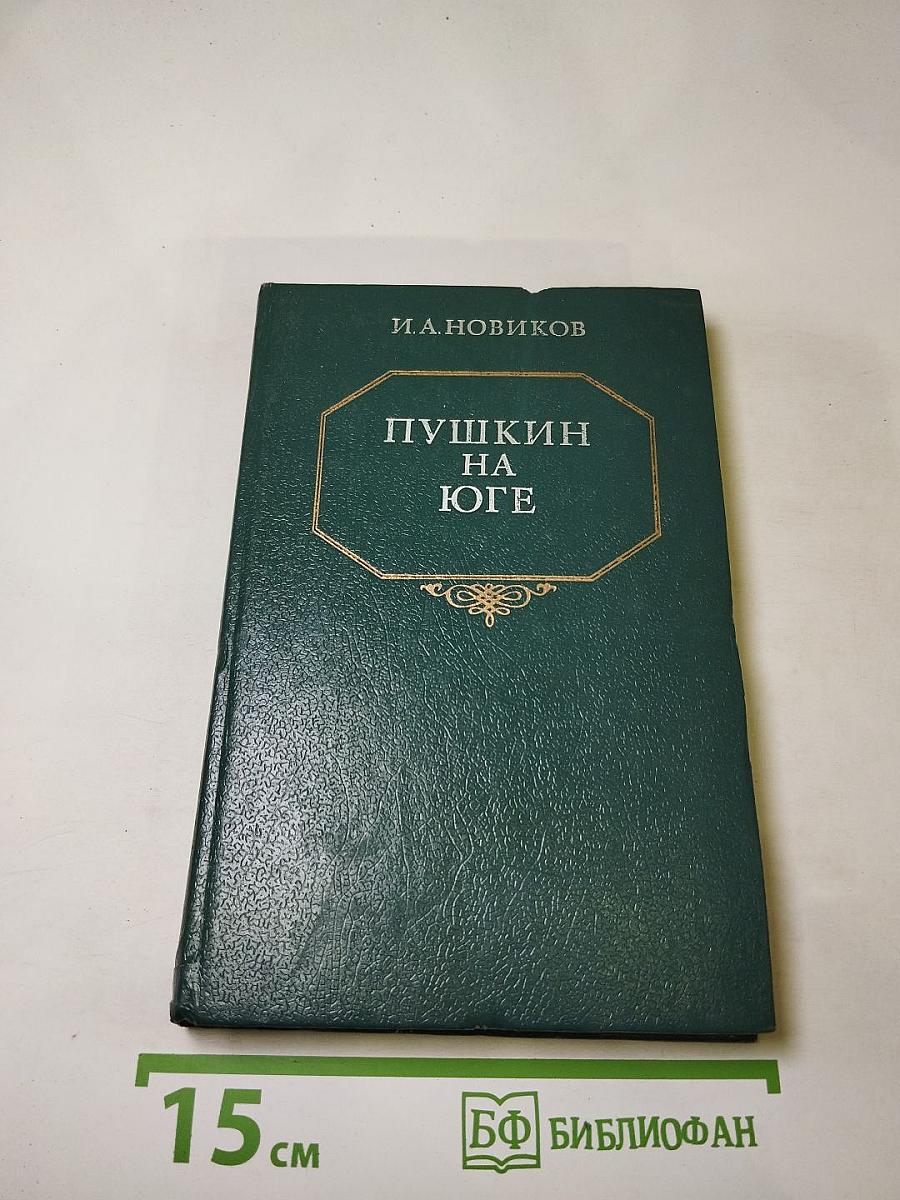 И.А.НОВИКОВ
ПУШКИН
НА
ЮГЕ
15 см
БФ БИБЛИОФАН